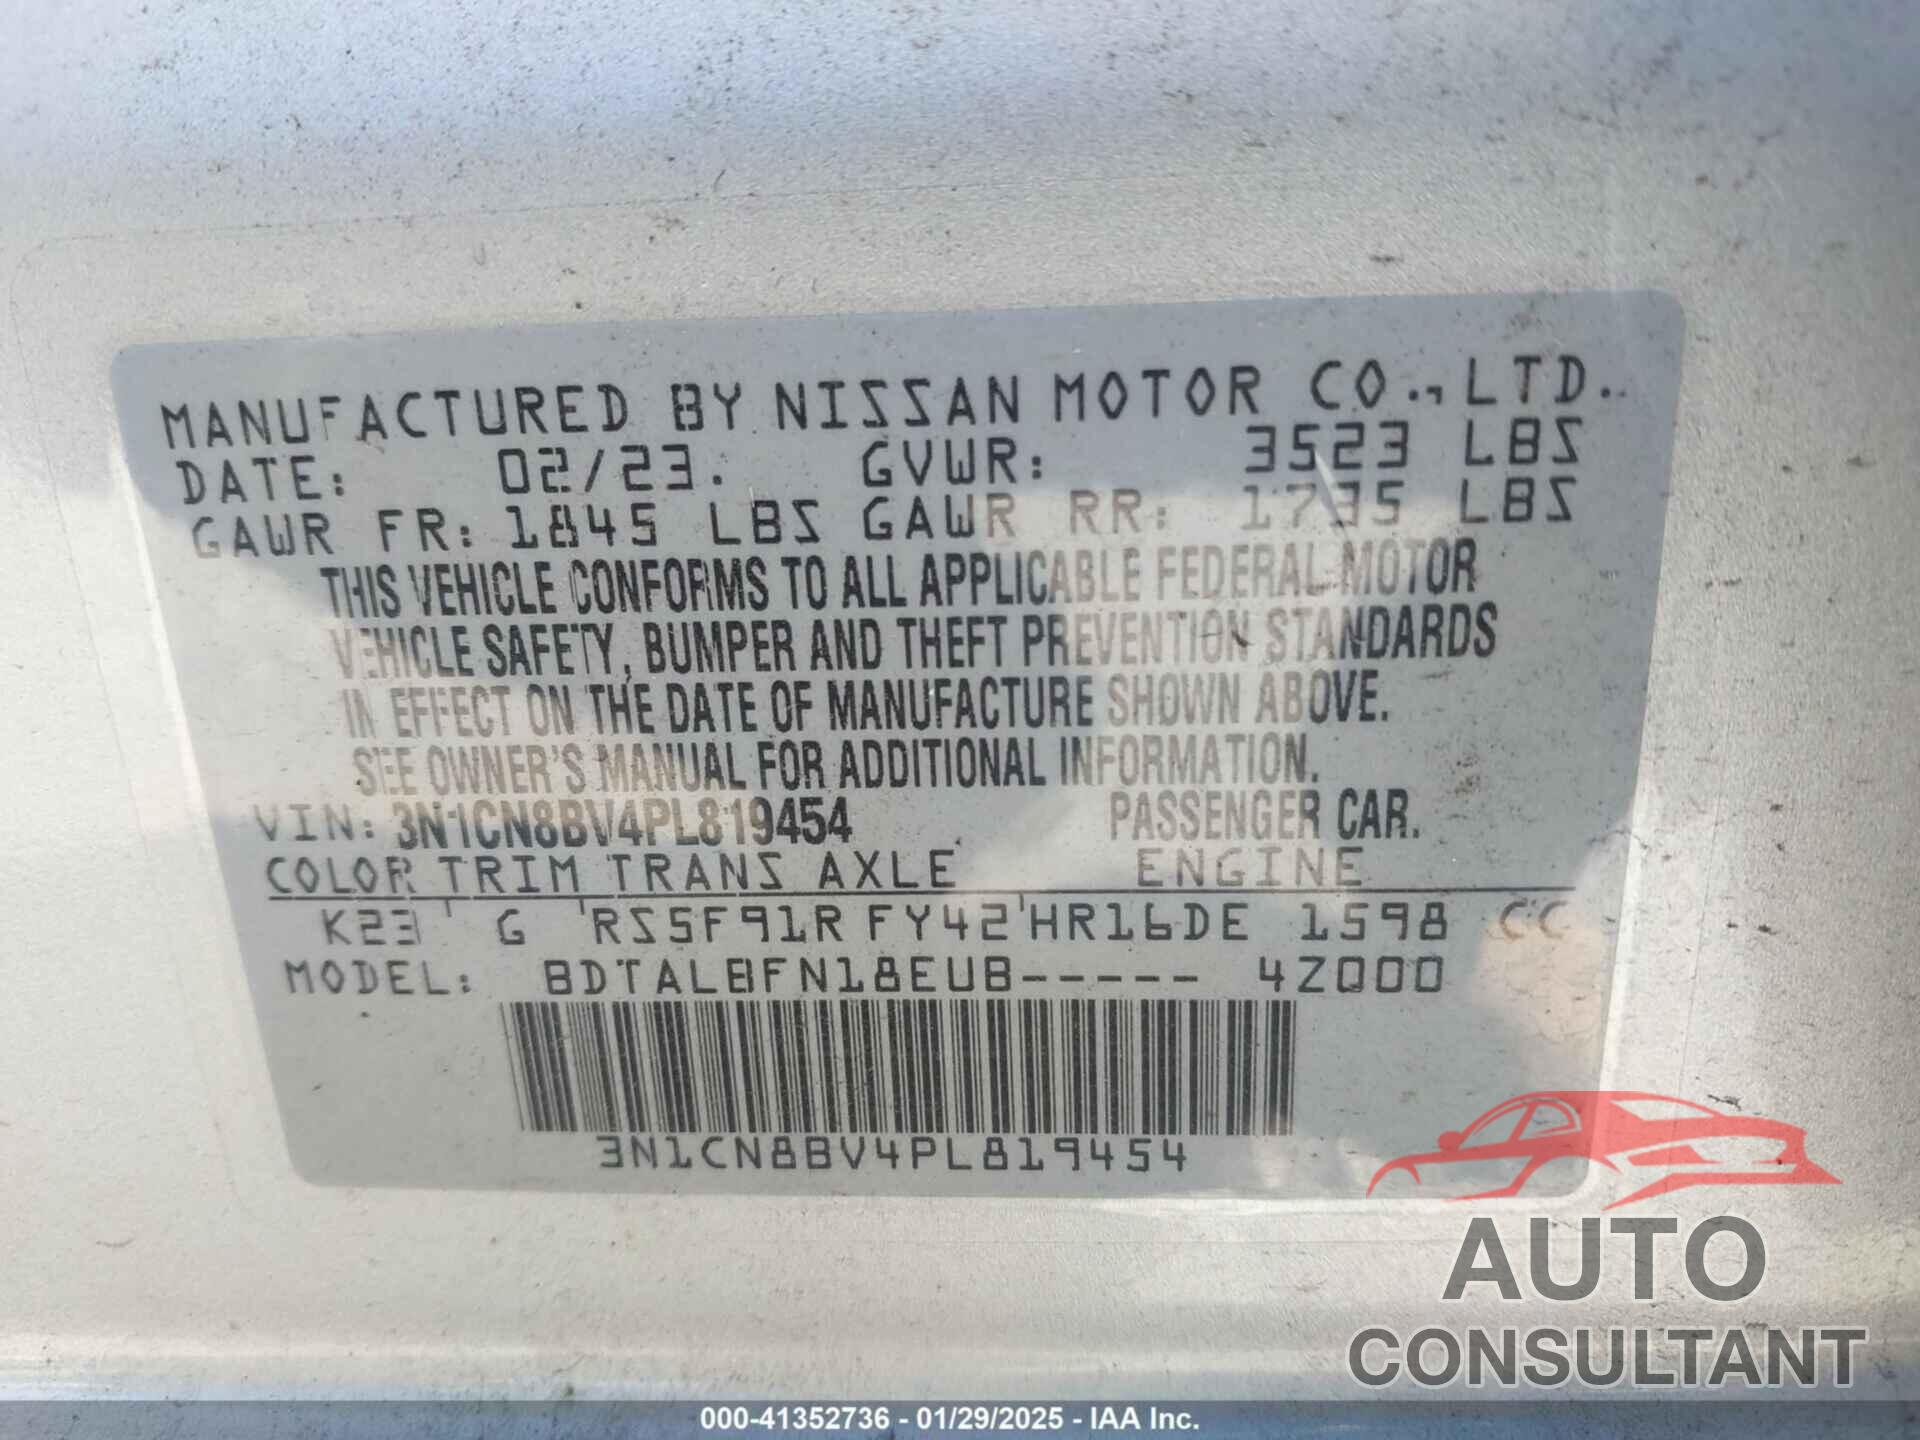 MANUFACTURED BY NISSAN MOTOR CO., LTD.
DATE: 02/23. GVWR: 3523 LBS
GAWR FR: 1845 LBS GAWR RR: 1735 LBS
THIS VEHICLE CONFORMS TO ALL APPLICABLE FEDERAL MOTOR
VEHICLE SAFETY, BUMPER AND THEFT PREVENTION STANDARDS
IN EFFECT ON THE DATE OF MANUFACTURE SHOWN ABOVE.
SEE OWNER'S MANUAL FOR ADDITIONAL INFORMATION.
VIN: 3N1CN8BV4PL819454 PASSENGER CAR.
COLOR TRIM TRANS AXLE ENGINE
K23 ' G ' RS5F91R FY42 ' HR16DE 1598 CC
MODEL: BDTALBFN18EUB----- 4Z000
3N1CN8BV4PL819454
AUTO
CONSULTANT
000-41352736 - 01/29/2025 - IAA Inc.